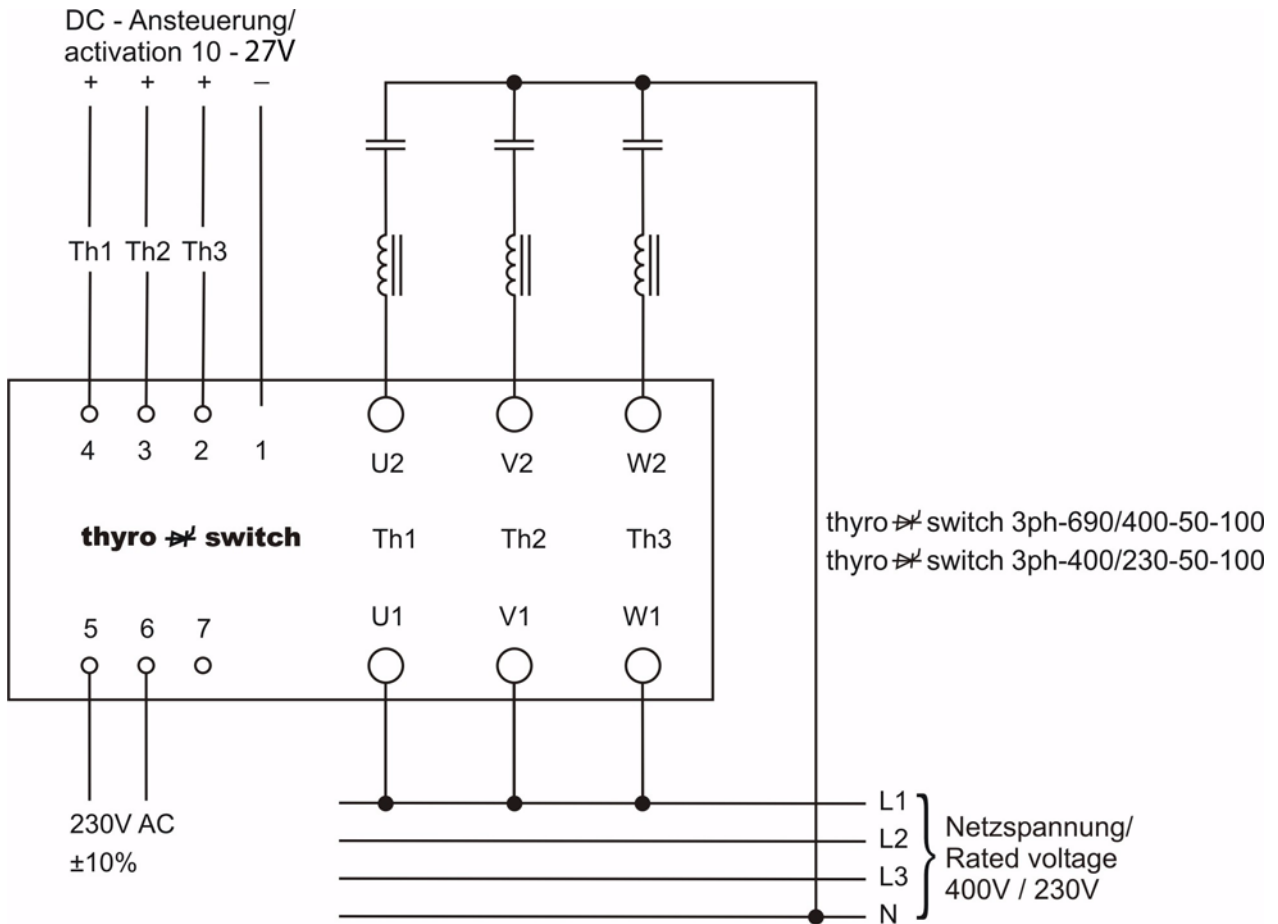 DC - Ansteuerung/
activation 10 - 27V
+ + + –
Th1 Th2 Th3
4 3 2 1
U2 V2 W2
thyro switch
Th1 Th2 Th3
thyro switch 3ph-690/400-50-100
thyro switch 3ph-400/230-50-100
U1 V1 W1
5 6 7
230V AC
±10%
L1
L2
L3
N
Netzspannung/
Rated voltage
400V / 230V